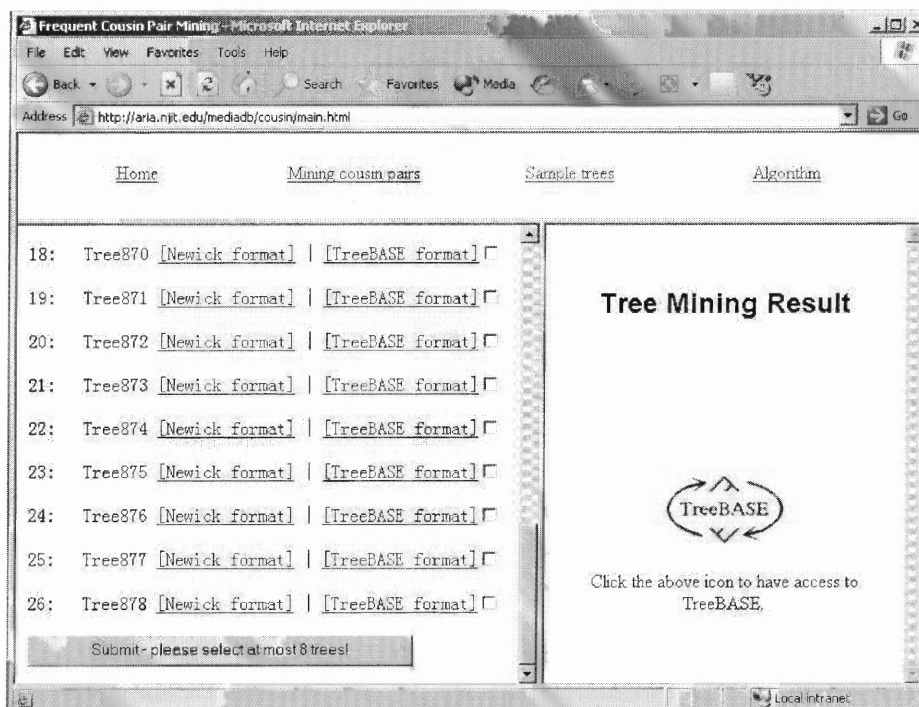 Frequent Cousin Pair Mining - Microsoft Internet Explorer
File Edit View Favorites Tools Help
Back Search Favorites Media
Address http://aria.njit.edu/mediadb/cousin/main.html Go
Home Mining cousin pairs Sample trees Algorithm
18: Tree870 [Newick format] | [TreeBASE format]
19: Tree871 [Newick format] | [TreeBASE format]
20: Tree872 [Newick format] | [TreeBASE format]
21: Tree873 [Newick format] | [TreeBASE format]
22: Tree874 [Newick format] | [TreeBASE format]
23: Tree875 [Newick format] | [TreeBASE format]
24: Tree876 [Newick format] | [TreeBASE format]
25: Tree877 [Newick format] | [TreeBASE format]
26: Tree878 [Newick format] | [TreeBASE format]
Submit - please select at most 8 trees!
Tree Mining Result
TreeBASE
Click the above icon to have access to
TreeBASE.
Local intranet